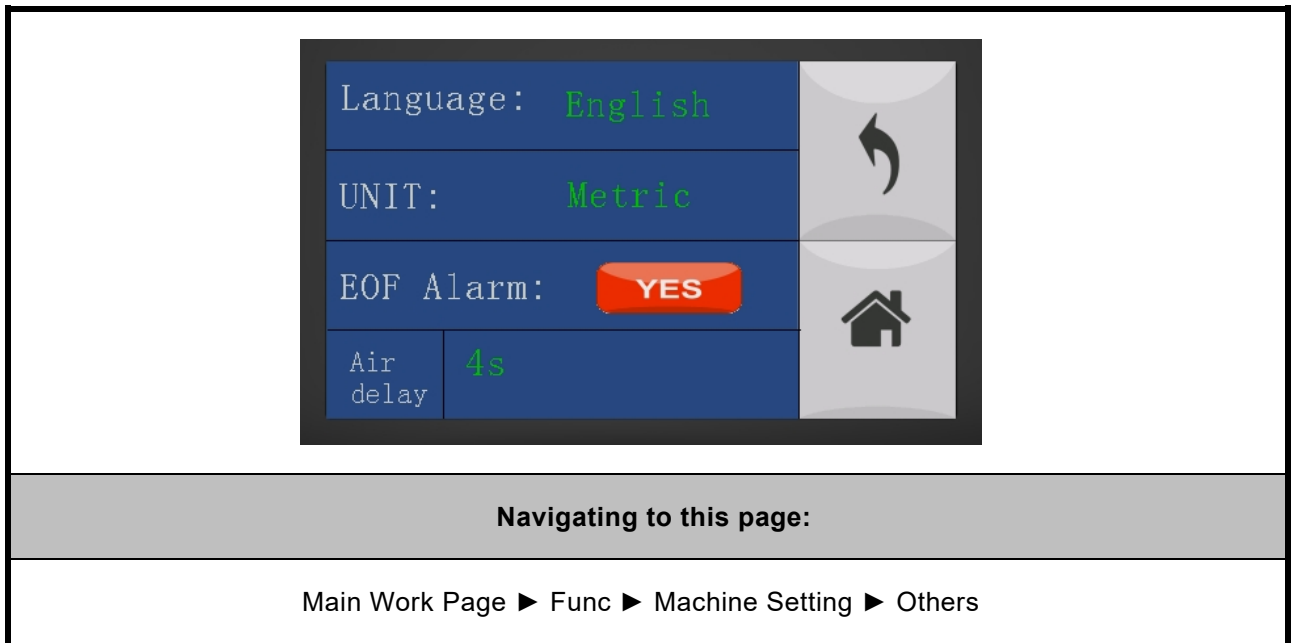 Language: English
UNIT: Metric
EOF Alarm: YES
Air
delay
4s
Navigating to this page:
Main Work Page ► Func ► Machine Setting ► Others